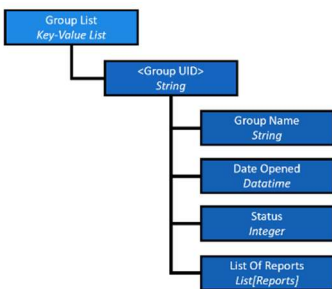 Group List
Key-Value List
<Group UID>
String
Group Name
String
Date Opened
Datatime
Status
Integer
List Of Reports
List[Reports]